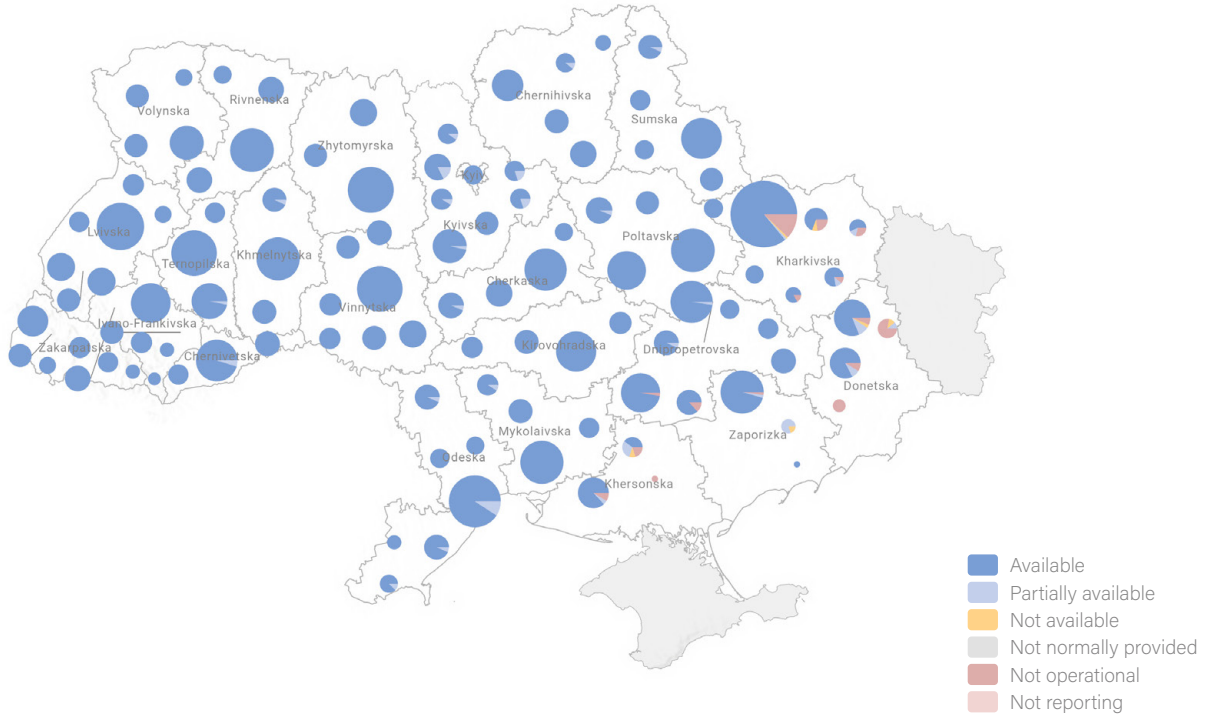 Chernihivska
Rivnenska
Volynska
Sumska
Zhytomyrska
Kyiv
Kyivska
Lvivska
Poltavska
Khmelnytska
Kharkivska
Ternopilska
Cherkaska
Vinnytska
Ivano-Frankivska
Kirovohradska
Zakarpatska
Dnipropetrovska
Chernivetska
Donetska
Mykolaivska
Zaporizka
Odeska
Khersonska
Available
Partially available
Not available
Not normally provided
Not operational
Not reporting